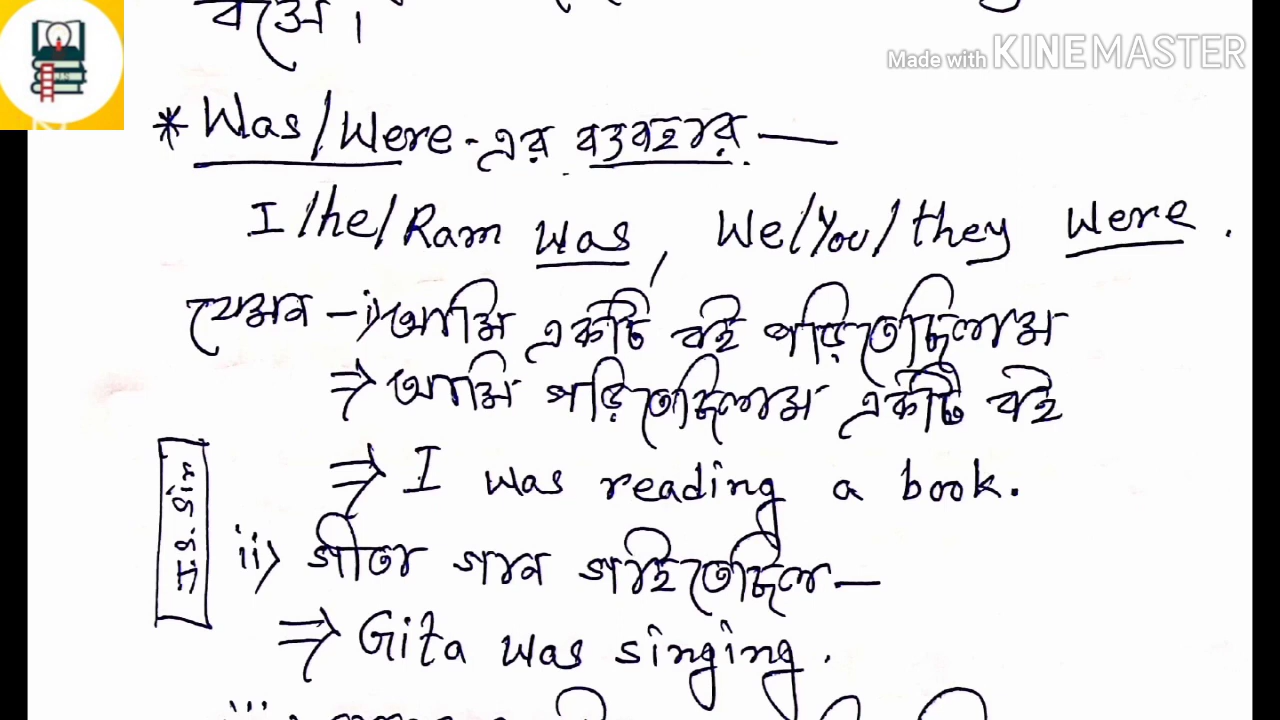 বসে।
Made with KINEMASTER
* Was/Were-এর ব্যবহার —
I/he/Ram was, We/You/they were.
যেমন – i) আমি একটি বই পড়িতেছিলাম
⇒ আমি পড়িতেছিলাম একটি বই
⇒ I was reading a book.
ii) গীতা গান গাইতেছিল—
⇒ Gita was singing.